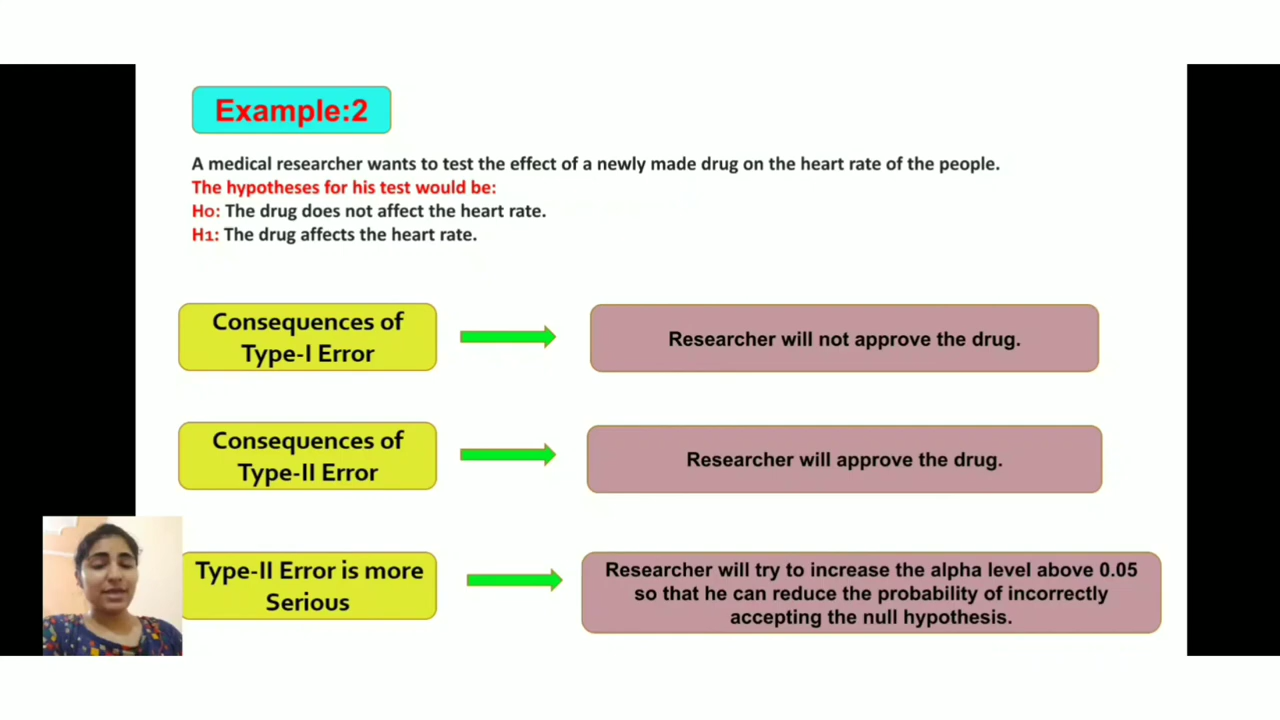 Example:2
A medical researcher wants to test the effect of a newly made drug on the heart rate of the people.
The hypotheses for his test would be:
H0: The drug does not affect the heart rate.
H1: The drug affects the heart rate.
Consequences of
Type-I Error
Researcher will not approve the drug.
Consequences of
Type-II Error
Researcher will approve the drug.
Type-II Error is more
Serious
Researcher will try to increase the alpha level above 0.05
so that he can reduce the probability of incorrectly
accepting the null hypothesis.